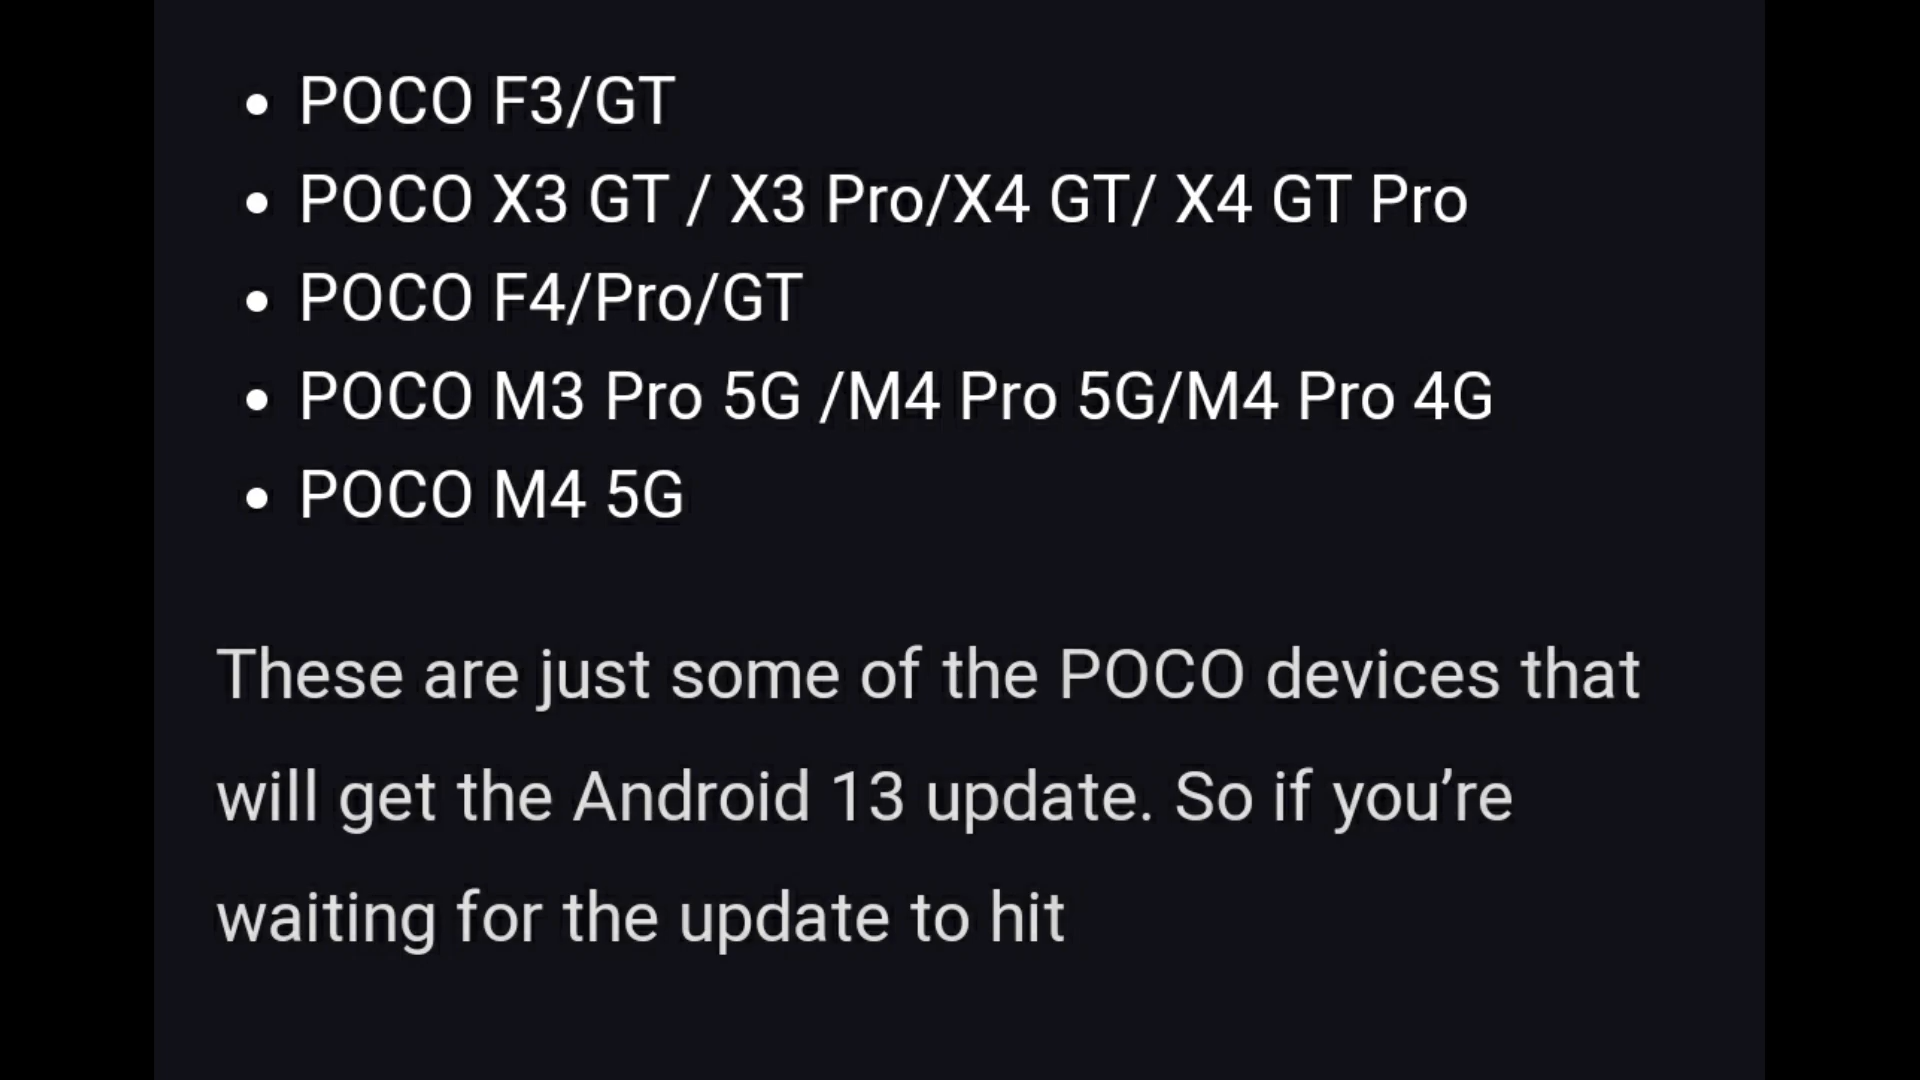 • POCO F3/GT
• POCO X3 GT / X3 Pro/X4 GT/ X4 GT Pro
• POCO F4/Pro/GT
• POCO M3 Pro 5G /M4 Pro 5G/M4 Pro 4G
• POCO M4 5G
These are just some of the POCO devices that
will get the Android 13 update. So if you’re
waiting for the update to hit